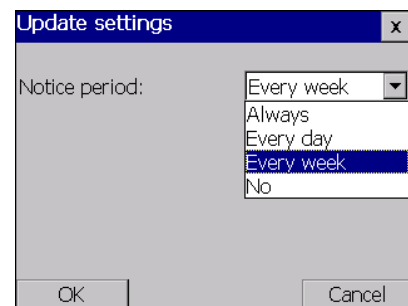 Update settings x
Notice period: Every week
Always
Every day
Every week
No
OK Cancel